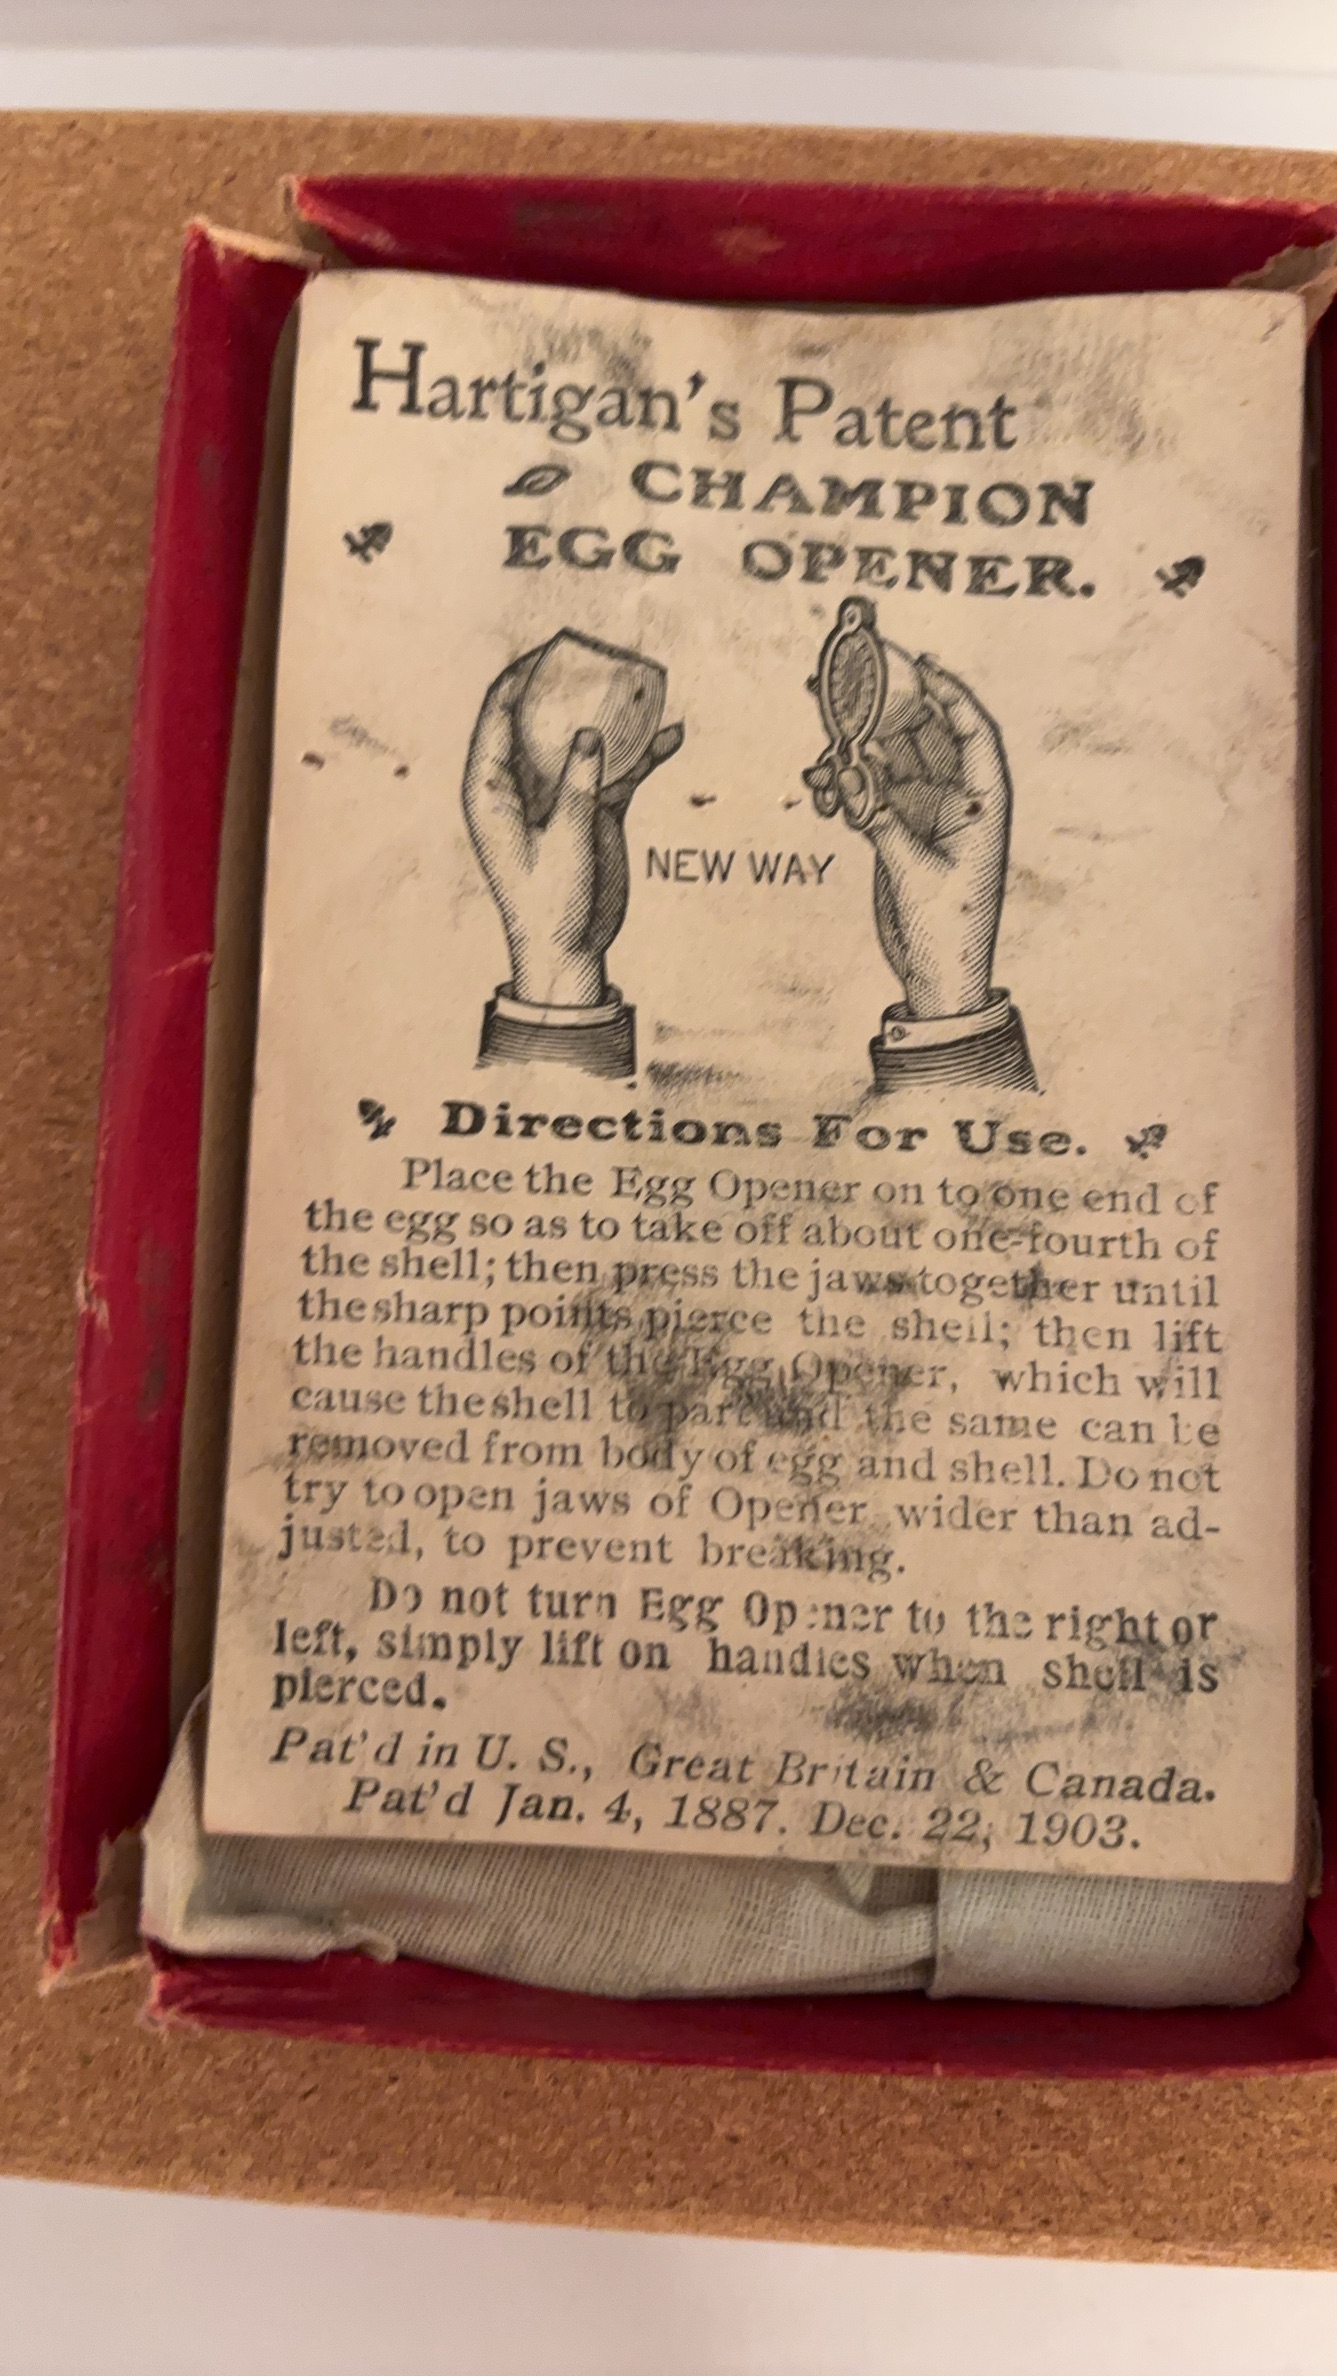 Hartigan's Patent
CHAMPION
EGG OPENER.
NEW WAY
Directions For Use.
Place the Egg Opener on to one end of
the egg so as to take off about one-fourth of
the shell; then press the jaws together until
the sharp points pierce the shell; then lift
the handles of the Egg Opener, which will
cause the shell to part and the same can be
removed from body of egg and shell. Do not
try to open jaws of Opener wider than ad-
justed, to prevent breaking.
Do not turn Egg Opener to the right or
left, simply lift on handles when shell is
pierced.
Pat'd in U. S., Great Britain & Canada.
Pat'd Jan. 4, 1887. Dec. 22, 1903.